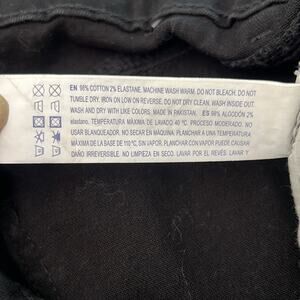 EN 98% COTTON 2% ELASTANE. MACHINE WASH WARM. DO NOT BLEACH. DO NOT
TUMBLE DRY. IRON ON LOW ON REVERSE. DO NOT DRY CLEAN. WASH INSIDE OUT
WASH AND DRY WITH LIKE COLORS. MADE IN PAKISTAN. ES 98% ALGODÓN 2%
elastano. TEMPERATURA MÁXIMA DE LAVADO 40 °C. PROCESO MODERADO. NO
USAR BLANQUEADOR. NO SECAR EN MÁQUINA. PLANCHAR A UNA TEMPERATURA
MÁXIMA DE LA BASE DE 110 °C, SIN VAPOR. PLANCHAR CON VAPOR PUEDE CAUSAR
DAÑO IRREVERSIBLE. NO LIMPIEZA EN SECO. LAVAR Y